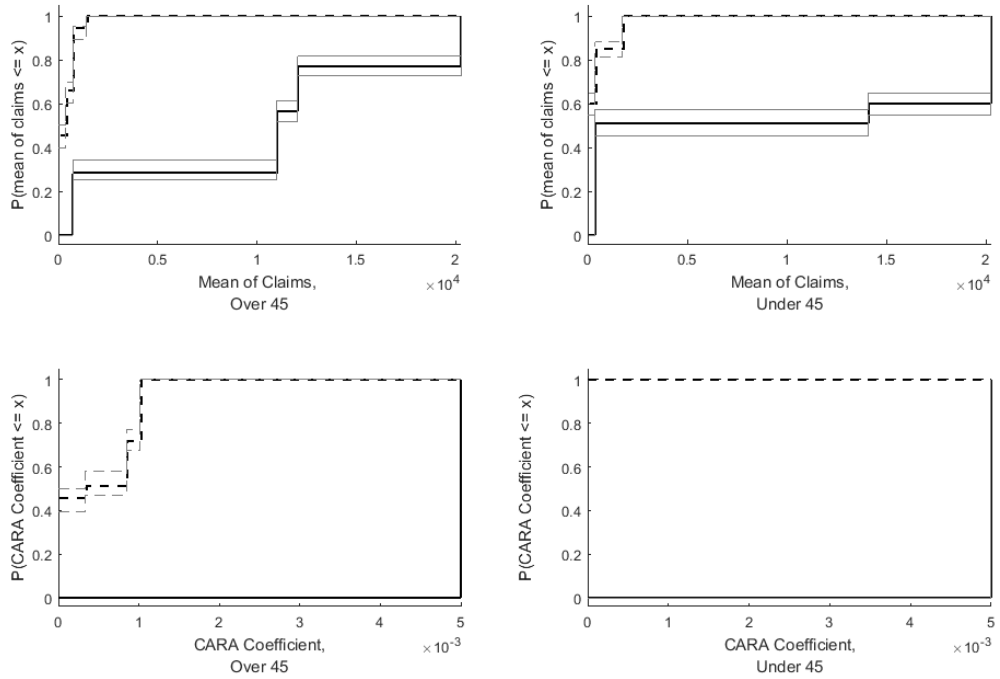 P(mean of claims <= x)
1
0.8
0.6
0.4
0.2
0
0 0.5 1 1.5 2
×10^4
Mean of Claims,
Over 45
P(mean of claims <= x)
1
0.8
0.6
0.4
0.2
0
0 0.5 1 1.5 2
×10^4
Mean of Claims,
Under 45
P(CARA Coefficient <= x)
1
0.8
0.6
0.4
0.2
0
0 1 2 3 4 5
×10^-3
CARA Coefficient,
Over 45
P(CARA Coefficient <= x)
1
0.8
0.6
0.4
0.2
0
0 1 2 3 4 5
×10^-3
CARA Coefficient,
Under 45